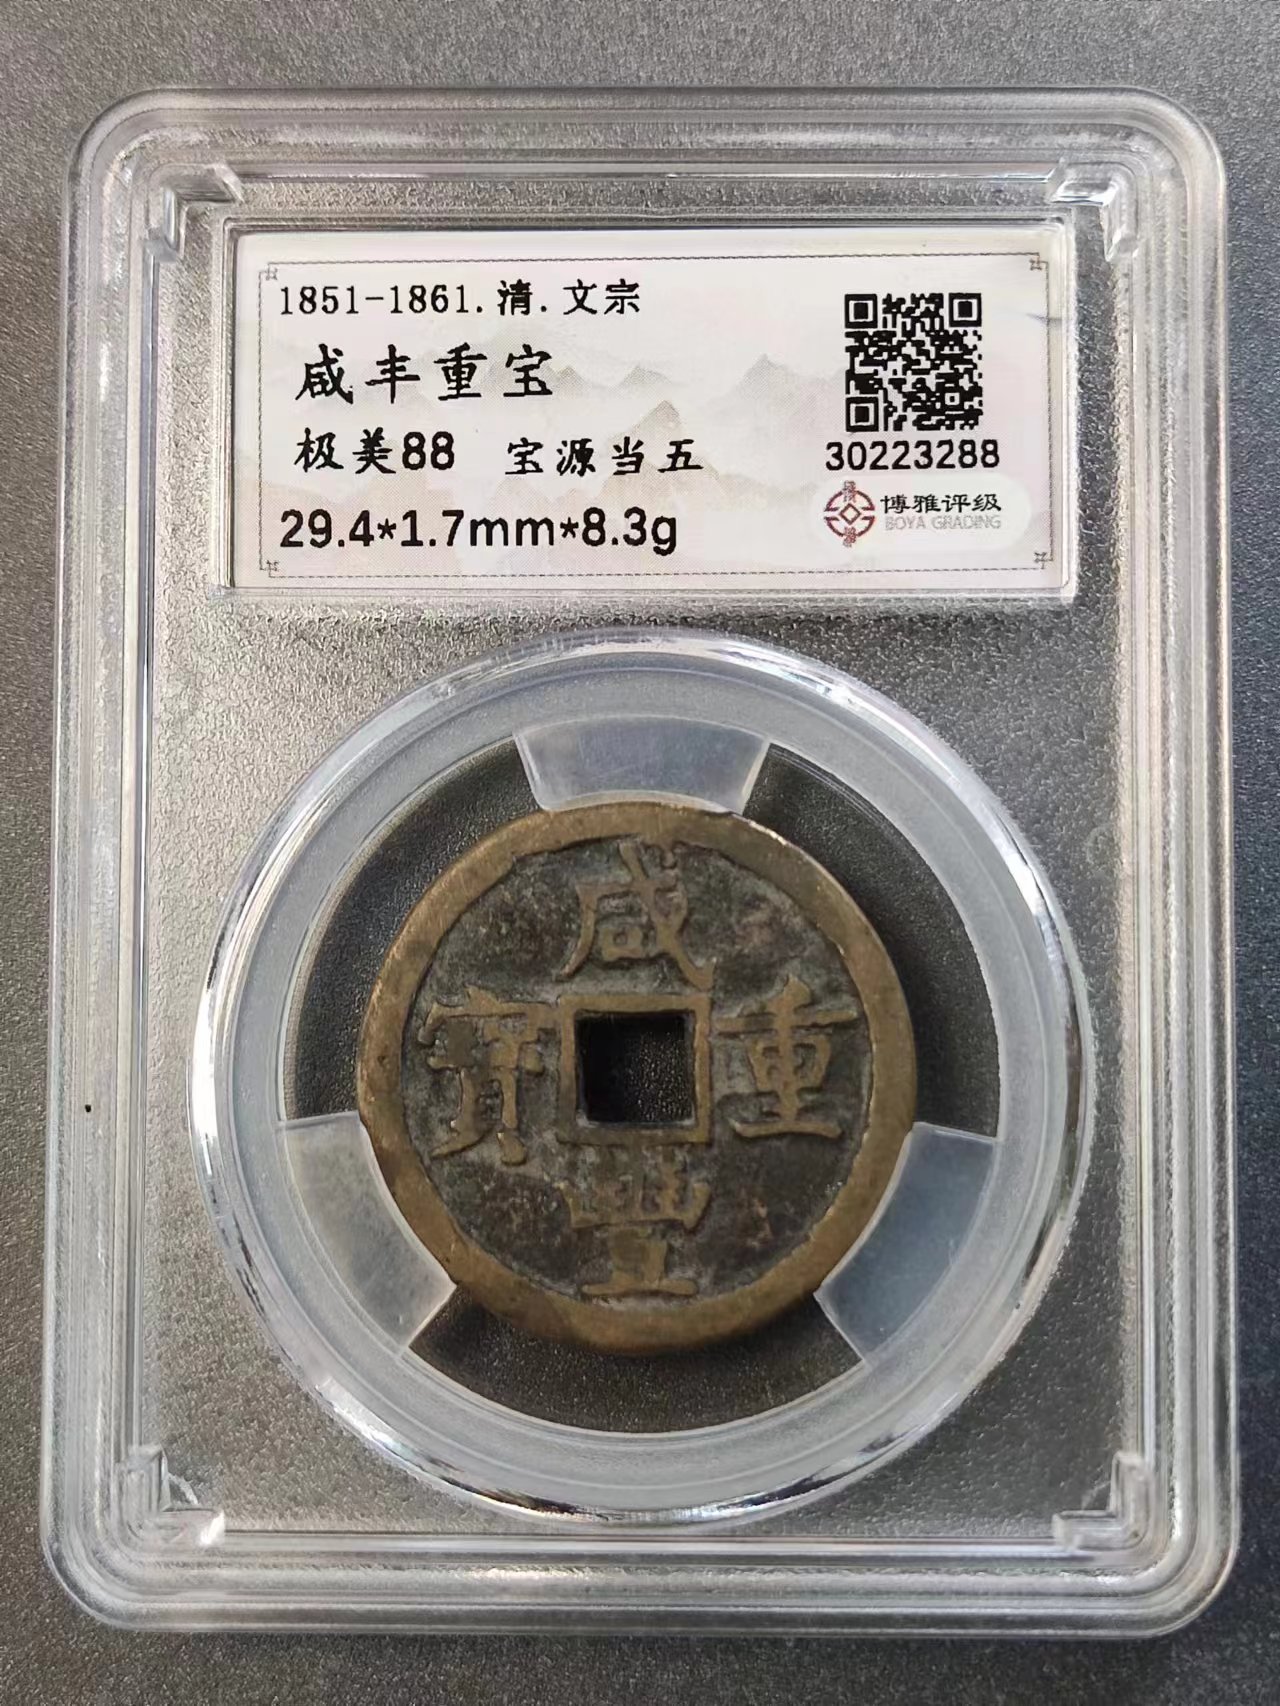 1851-1861.清.文宗
咸丰重宝
极美88 宝源当五
29.4*1.7mm*8.3g
30223288
博雅评级
BOYA GRADING
咸
寶 重
豐